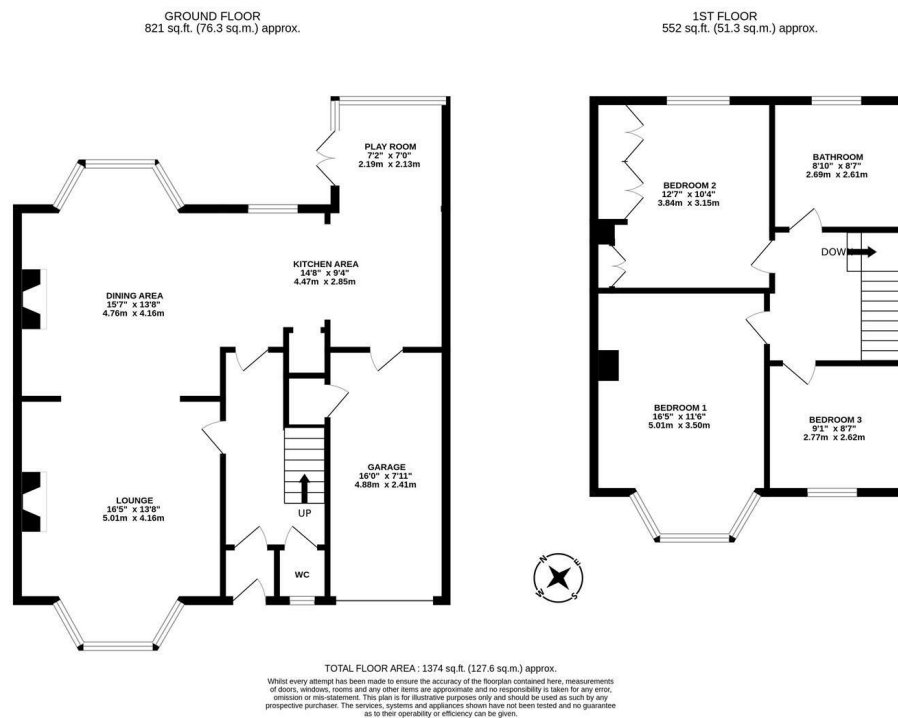 GROUND FLOOR
821 sq.ft. (76.3 sq.m.) approx.
1ST FLOOR
552 sq.ft. (51.3 sq.m.) approx.
PLAY ROOM
7'2" x 7'0"
2.19m x 2.13m
KITCHEN AREA
14'8" x 9'4"
4.47m x 2.85m
DINING AREA
15'7" x 13'8"
4.76m x 4.16m
LOUNGE
16'5" x 13'8"
5.01m x 4.16m
GARAGE
16'0" x 7'11"
4.88m x 2.41m
UP
WC
BEDROOM 2
12'7" x 10'4"
3.84m x 3.15m
BATHROOM
8'10" x 8'7"
2.69m x 2.61m
DOW
BEDROOM 1
16'5" x 11'6"
5.01m x 3.50m
BEDROOM 3
9'1" x 8'7"
2.77m x 2.62m
N
E
W
S
TOTAL FLOOR AREA : 1374 sq.ft. (127.6 sq.m.) approx.
Whilst every attempt has been made to ensure the accuracy of the floorplan contained here, measurements
of doors, windows, rooms and any other items are approximate and no responsibility is taken for any error,
omission or mis-statement. This plan is for illustrative purposes only and should be used as such by any
prospective purchaser. The services, systems and appliances shown have not been tested and no guarantee
as to their operability or efficiency can be given.